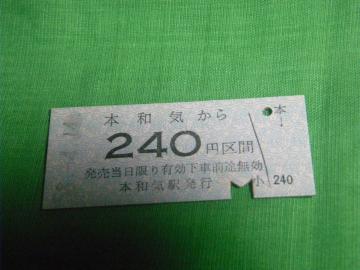 本和気から
240円区間
発売当日限り有効下車前途無効
本和気駅発行
小 240
本